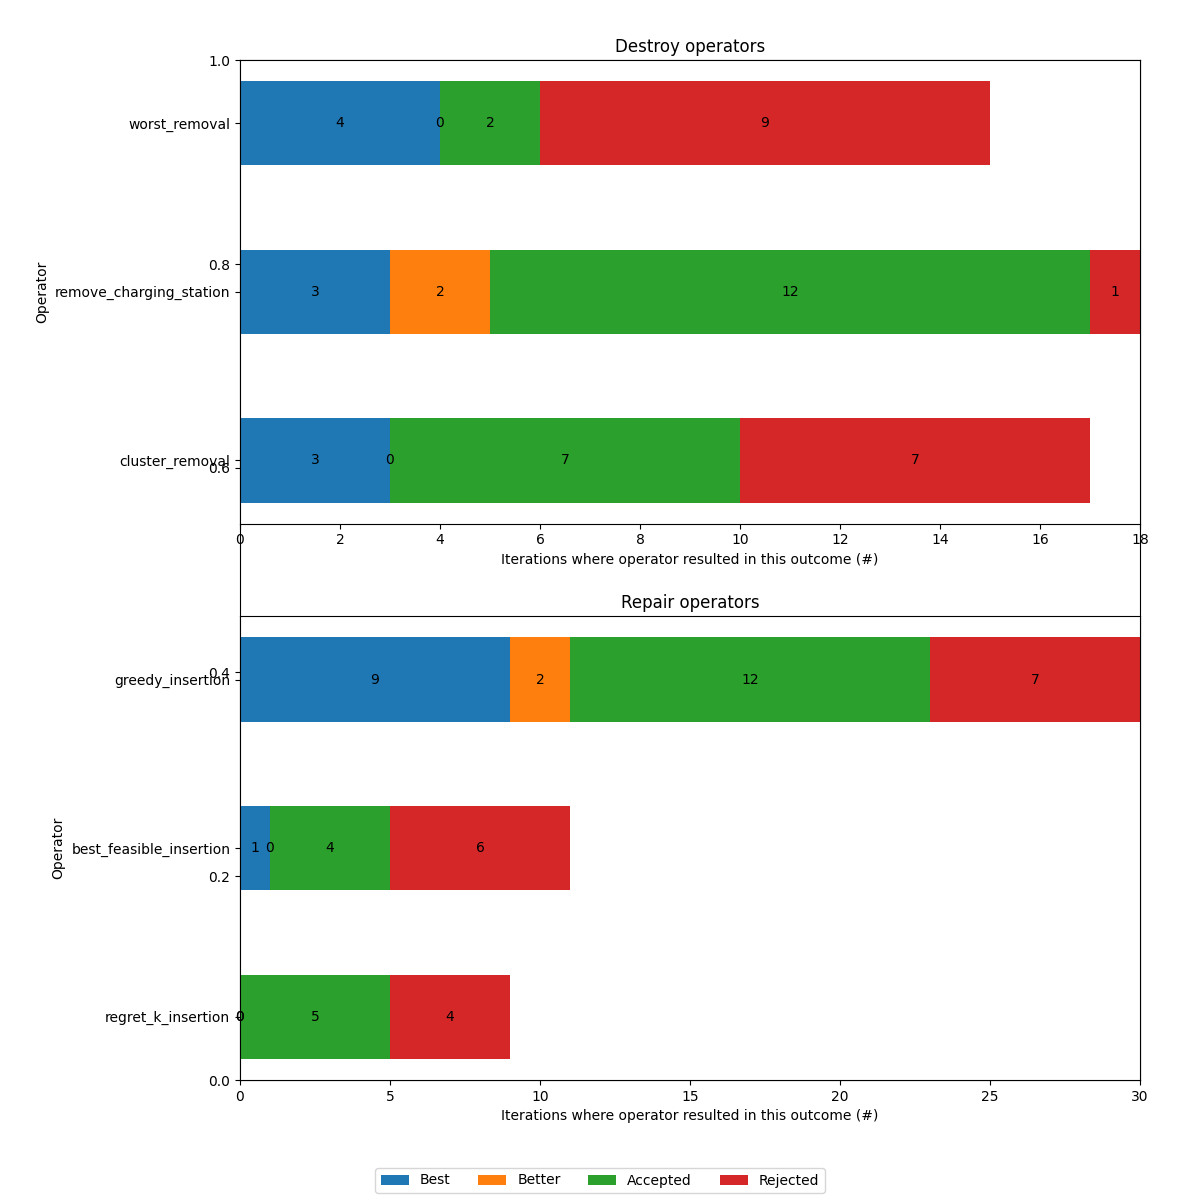 Destroy operators
1.0
worst_removal
4 0 2 9
0.8
Operator
remove_charging_station
3 2 12 1
cluster_removal
0.6
3 0 7 7
0 2 4 6 8 10 12 14 16 18
Iterations where operator resulted in this outcome (#)
Repair operators
0.4
greedy_insertion
9 2 12 7
Operator
best_feasible_insertion
1 0 4 6
0.2
regret_k_insertion
0 0 5 4
0.0
0 5 10 15 20 25 30
Iterations where operator resulted in this outcome (#)
Best Better Accepted Rejected